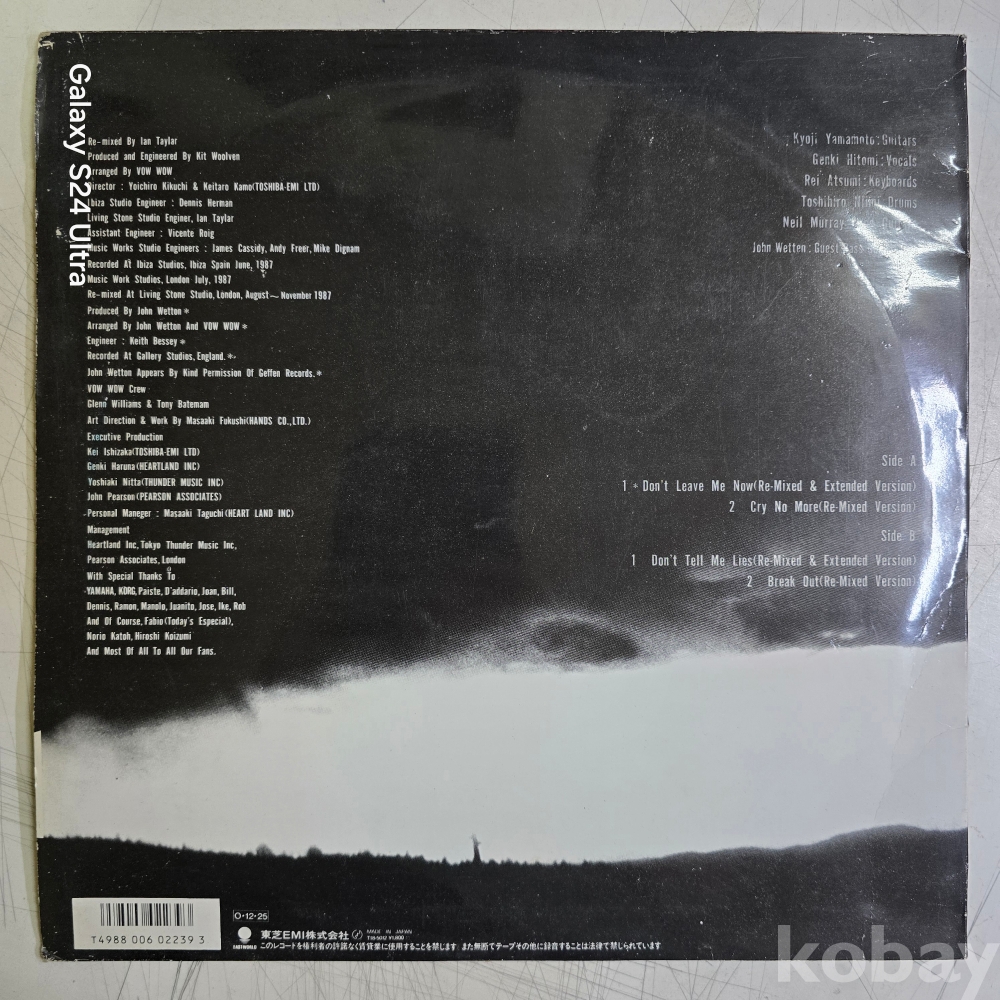 Galaxy S24 Ultra
Re-mixed By Ian Taylar
Produced and Engineered By Kit Woolven
Arranged By VOW WOW
Director : Yoichiro Kikuchi & Keitaro Kamo(TOSHIBA-EMI LTD)
Ibiza Studio Engineer : Dennis Herman
Living Stone Studio Enginer, Ian Taylar
Assistant Engineer : Vicente Roig
Music Works Studio Engineers : James Cassidy, Andy Freer, Mike Dignam
Recorded At Ibiza Studios, Ibiza Spain June, 1987
Music Work Studios, London July, 1987
Re-mixed At Living Stone Studio, London, August〜November 1987
Produced By John Wetton*
Arranged By John Wetton And VOW WOW*
Engineer : Keith Bessey*
Recorded At Gallery Studios, England.*
John Wetton Appears By Kind Permission Of Geffen Records.*
VOW WOW Crew
Glenn Williams & Tony Batemam
Art Direction & Work By Masaaki Fukushi(HANDS CO.,LTD.)
Executive Production
Kei Ishizaka(TOSHIBA-EMI LTD)
Genki Haruna(HEARTLAND INC)
Yoshiaki Nitta(THUNDER MUSIC INC)
John Pearson(PEARSON ASSOCIATES)
Personal Maneger : Masaaki Taguchi(HEART LAND INC)
Management
Heartland Inc, Tokyo Thunder Music Inc,
Pearson Associates, London
With Special Thanks To
YAMAHA, KORG, Paiste, D'addario, Joan, Bill,
Dennis, Ramon, Manolo, Juanito, Jose, Ike, Rob
And Of Course, Fabio(Today's Especial),
Norio Katoh, Hiroshi Koizumi
And Most Of All To All Our Fans.
Kyoji Yamamoto:Guitars
Genki Hitomi:Vocals
Rei Atsumi:Keyboards
Toshihiro Drums
Neil Murray
John Wetten:Guest
Side A
1 * Don't Leave Me Now(Re-Mixed & Extended Version)
2 Cry No More(Re-Mixed Version)
Side B
1 Don't Tell Me Lies(Re-Mixed & Extended Version)
2 Break Out(Re-Mixed Version)
T4988 006 02239 3
O・12・25
EASTWORLD
東芝EMI株式会社
MADE IN JAPAN
T18-5012 ¥1,800
このレコードを権利者の許諾なく賃貸業に使用することを禁じます また無断でテープその他に録音することは法律で禁じられています
kobay